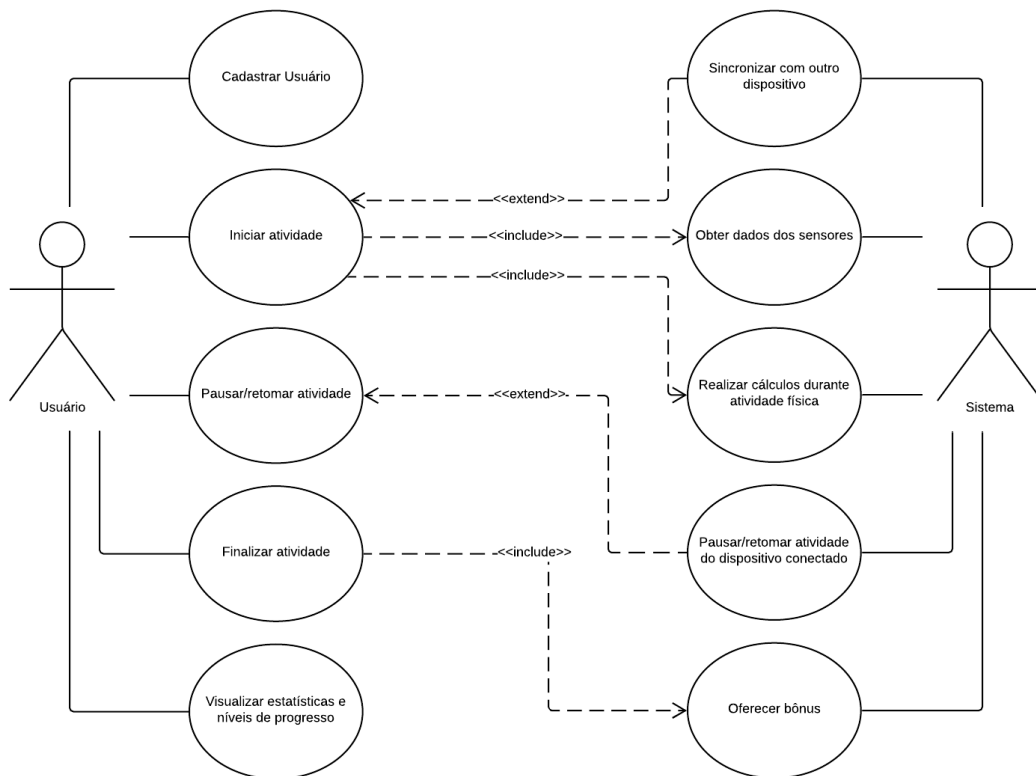 Cadastrar Usuário
Sincronizar com outro
dispositivo
<<extend>>
Iniciar atividade
<<include>>
Obter dados dos sensores
<<include>>
Usuário
Pausar/retomar atividade
<<extend>>
Realizar cálculos durante
atividade física
Sistema
Finalizar atividade
<<include>>
Pausar/retomar atividade
do dispositivo conectado
Visualizar estatísticas e
níveis de progresso
Oferecer bônus